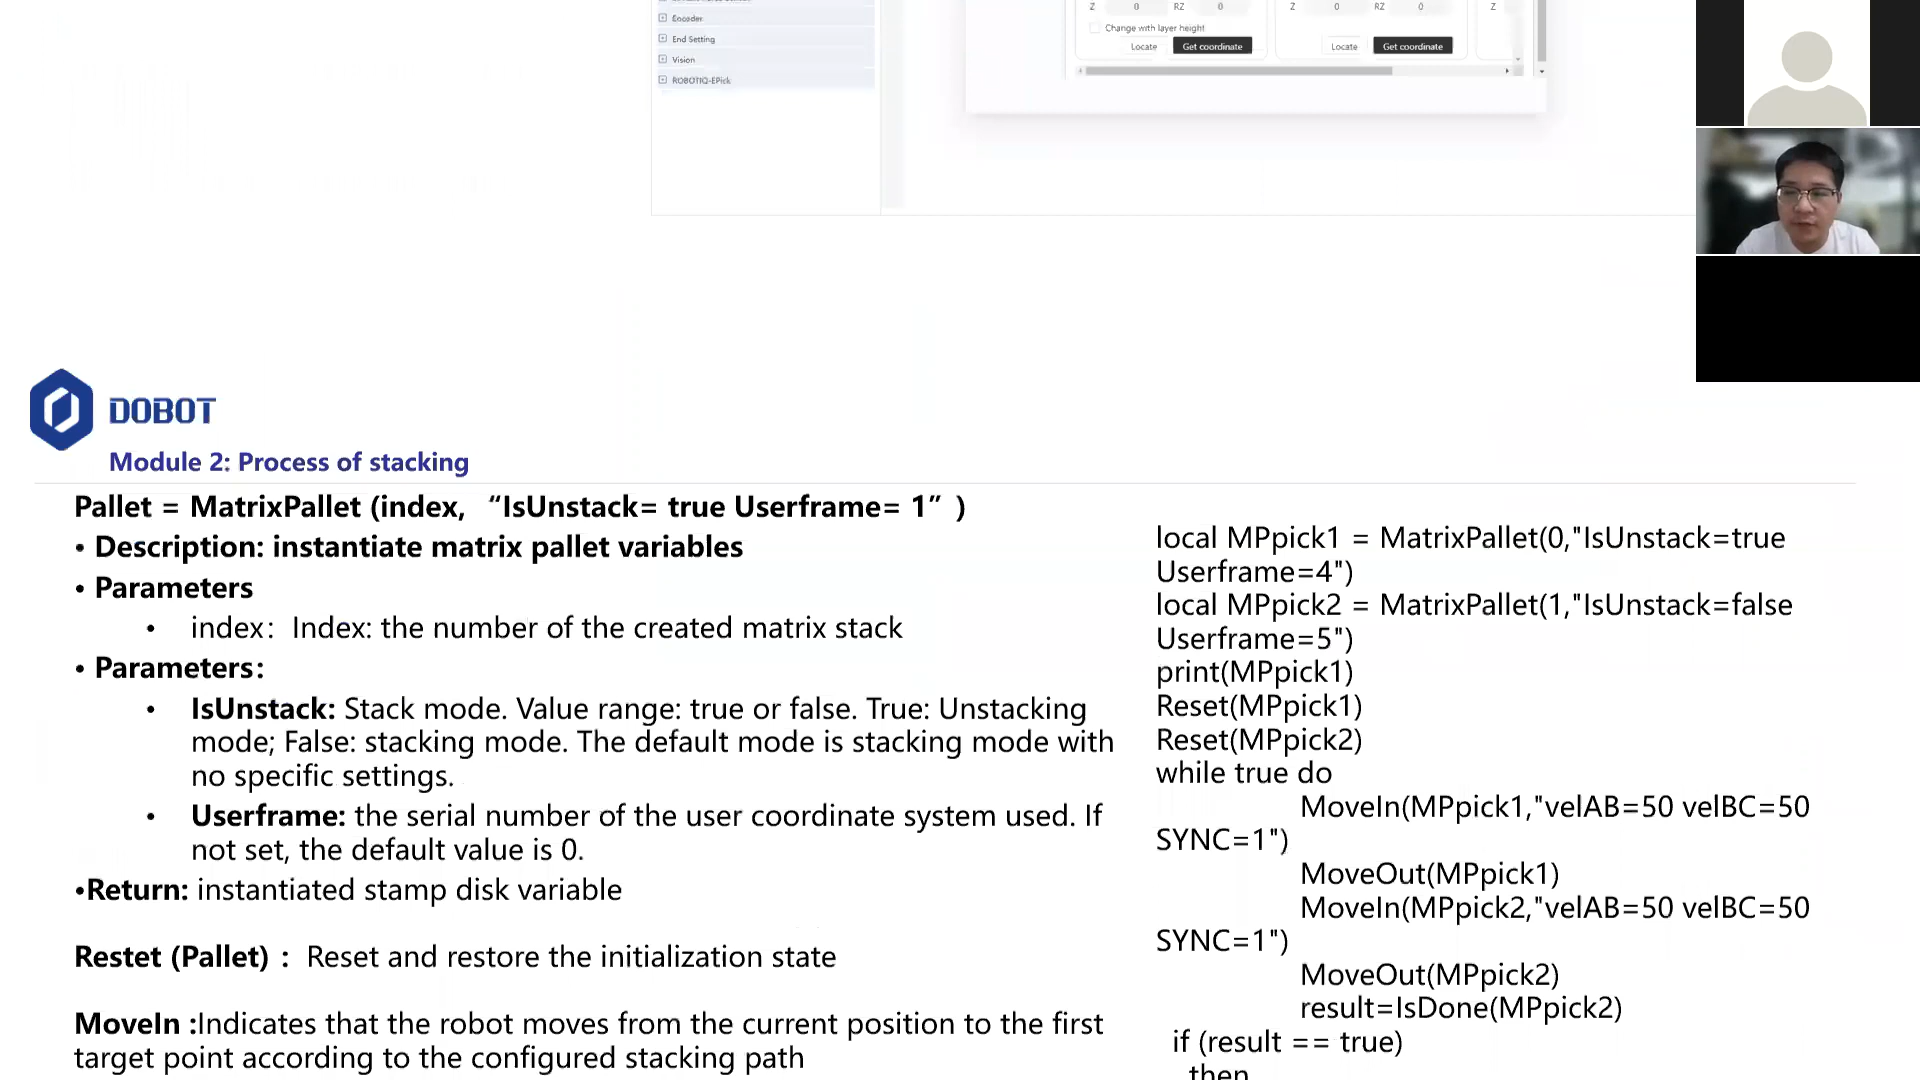 Encoder
End Setting
Vision
ROBOTIQ-EPick
Z 0 RZ 0
Z 0 RZ 0
Z
Change with layer height
Locate Get coordinate
Locate Get coordinate
DOBOT
Module 2: Process of stacking
Pallet = MatrixPallet (index, “IsUnstack= true Userframe= 1” )
• Description: instantiate matrix pallet variables
• Parameters
• index：Index: the number of the created matrix stack
• Parameters：
• IsUnstack: Stack mode. Value range: true or false. True: Unstacking
mode; False: stacking mode. The default mode is stacking mode with
no specific settings.
• Userframe: the serial number of the user coordinate system used. If
not set, the default value is 0.
•Return: instantiated stamp disk variable
Restet (Pallet)： Reset and restore the initialization state
MoveIn :Indicates that the robot moves from the current position to the first
target point according to the configured stacking path
local MPpick1 = MatrixPallet(0,"IsUnstack=true
Userframe=4")
local MPpick2 = MatrixPallet(1,"IsUnstack=false
Userframe=5")
print(MPpick1)
Reset(MPpick1)
Reset(MPpick2)
while true do
MoveIn(MPpick1,"velAB=50 velBC=50
SYNC=1")
MoveOut(MPpick1)
MoveIn(MPpick2,"velAB=50 velBC=50
SYNC=1")
MoveOut(MPpick2)
result=IsDone(MPpick2)
if (result == true)
then